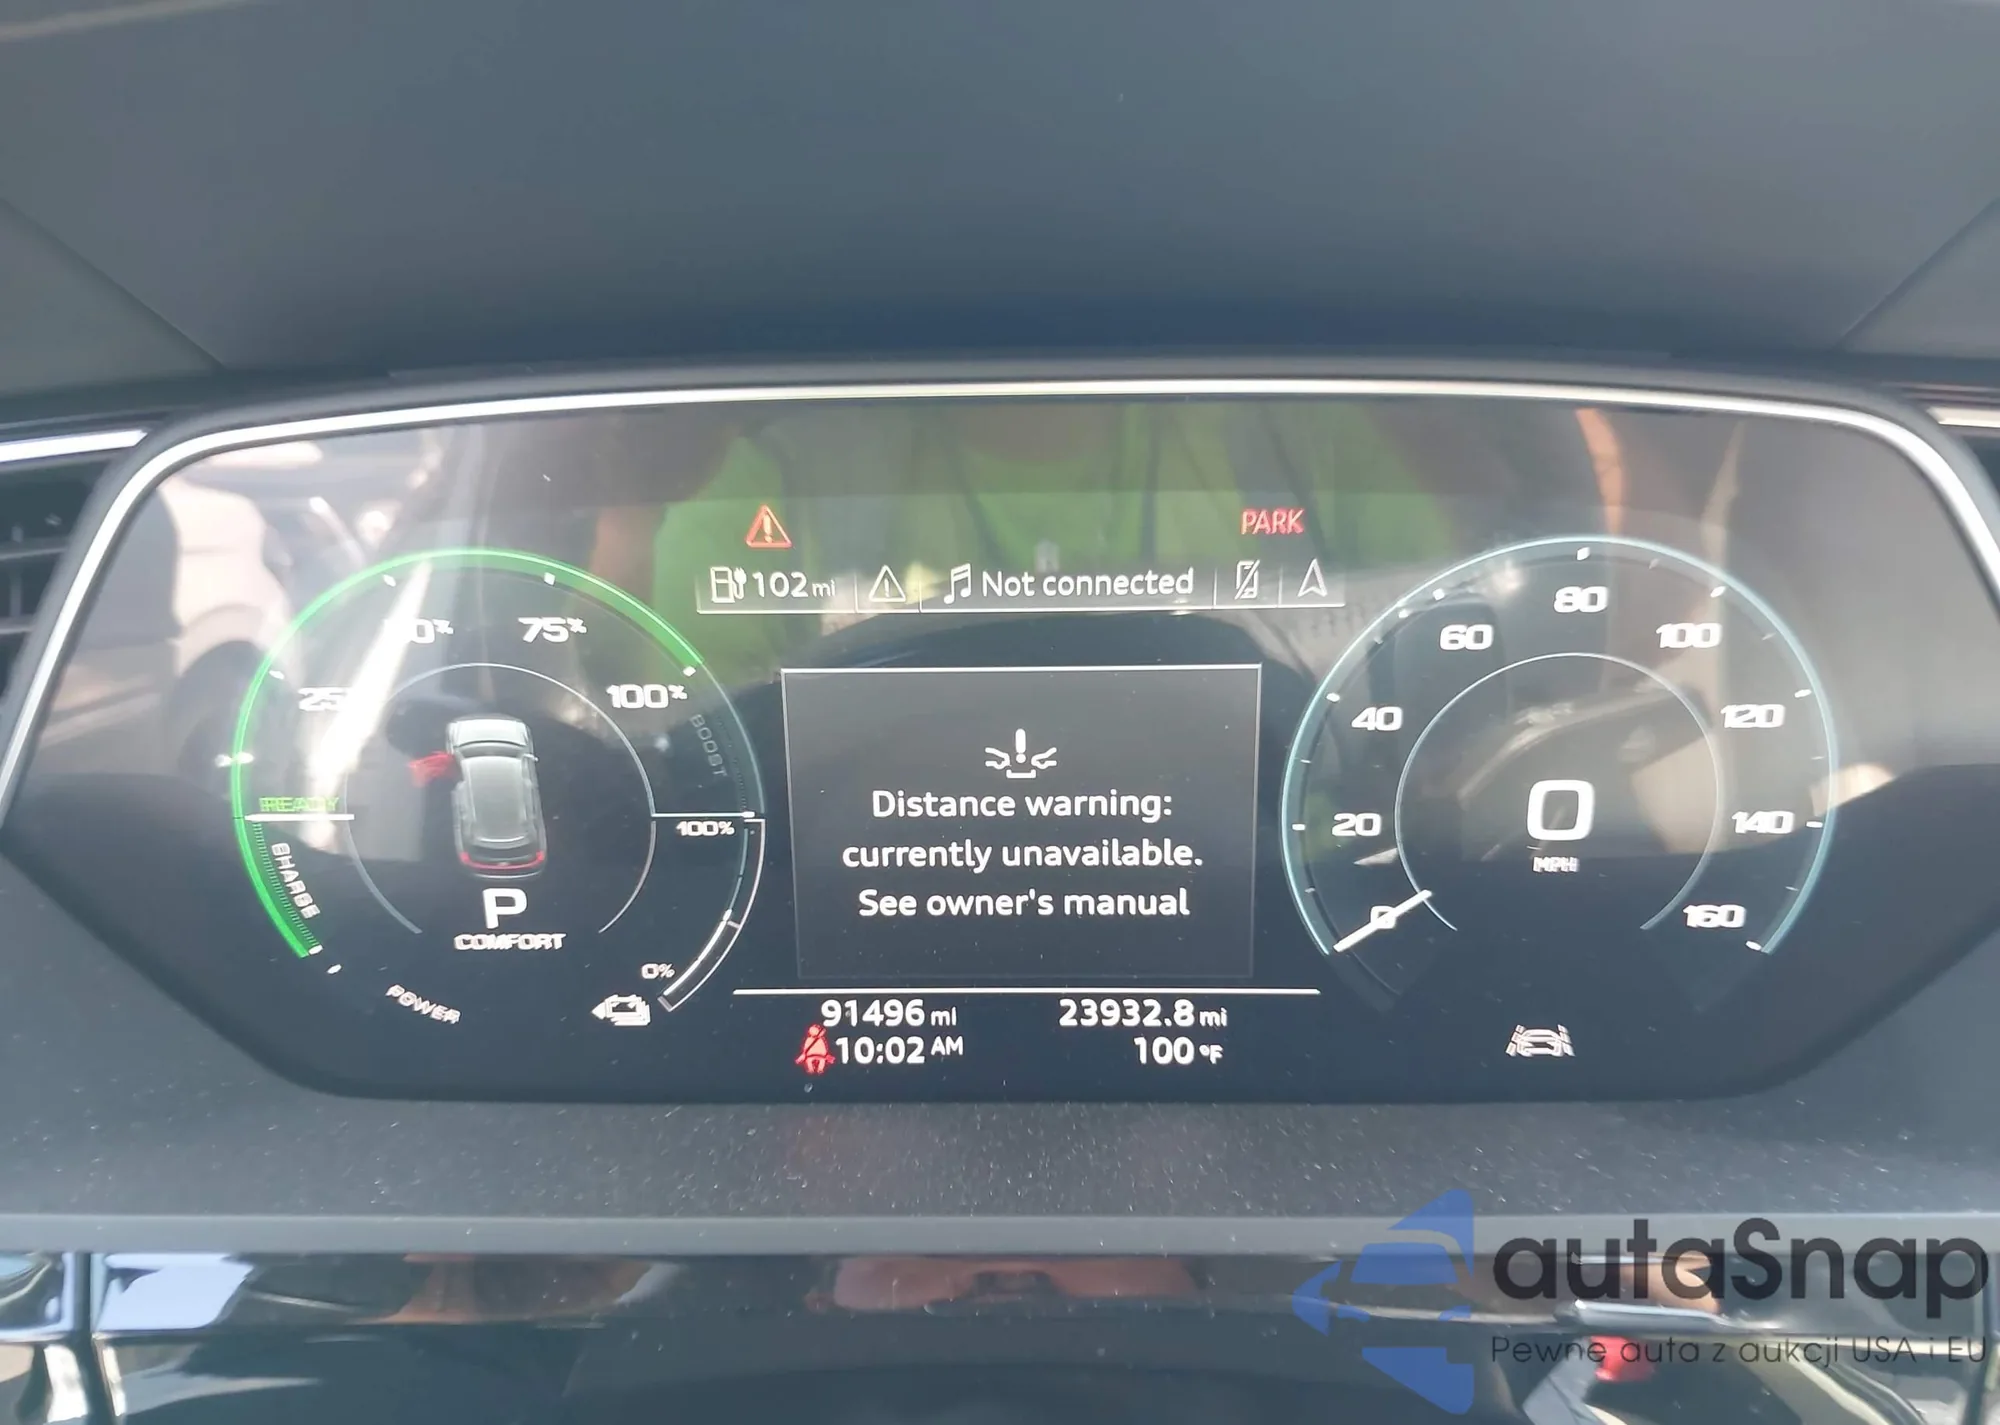 PARK
102 mi
Not connected
75%
100%
BOOST
READY
CHARGE
100%
P
COMFORT
0%
POWER
Distance warning:
currently unavailable.
See owner's manual
91496 mi
23932.8 mi
10:02 AM
100 °F
0
20
40
60
80
100
120
140
160
0
MPH
autaSnap
Pewne auta z aukcji USA i EU